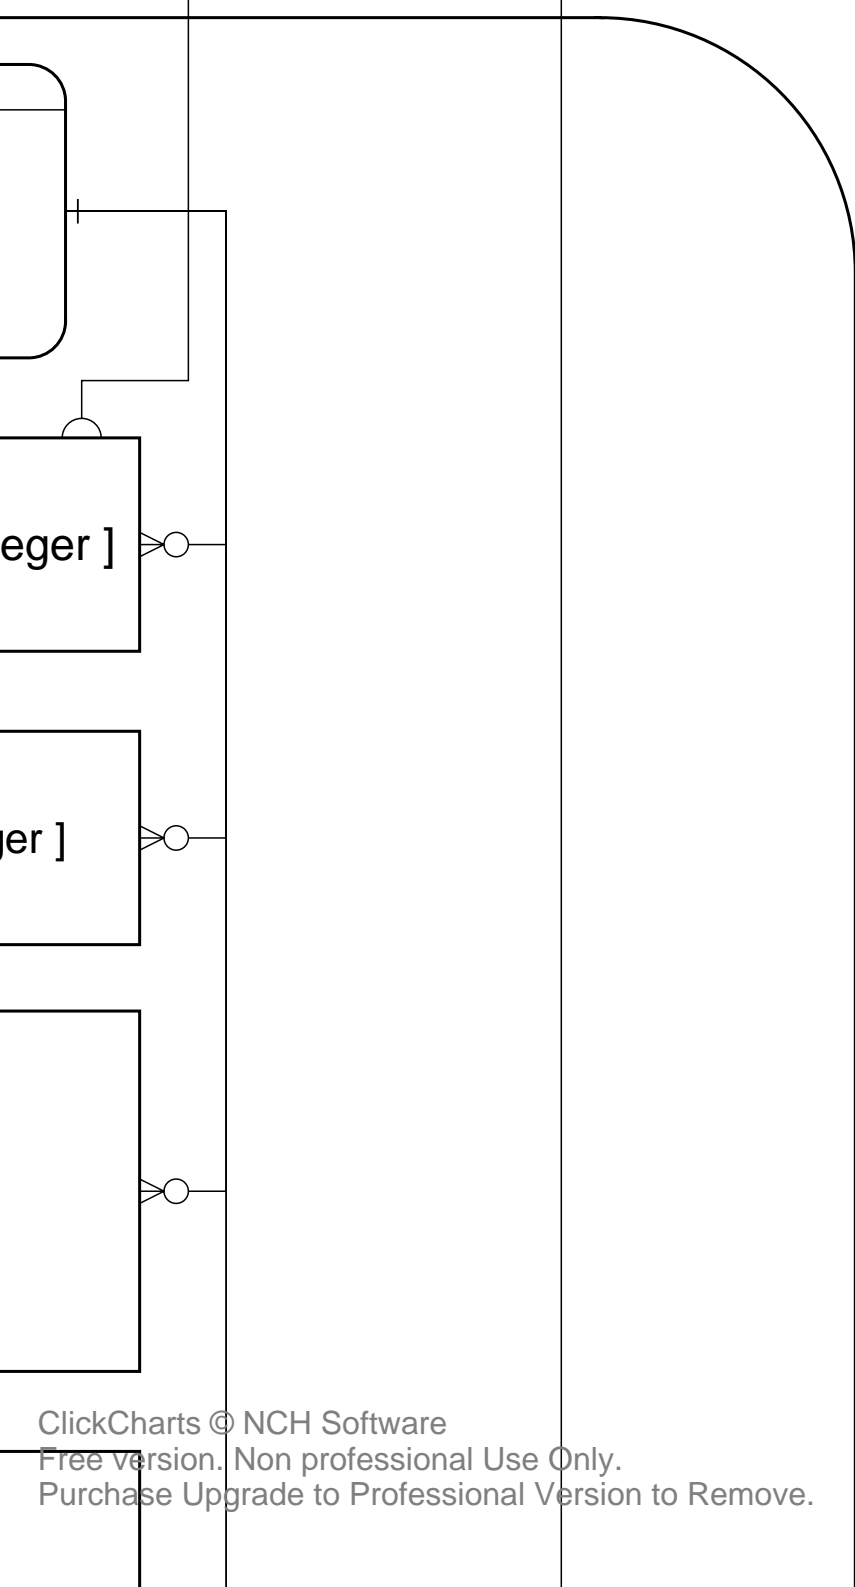 eger ]
ger ]
ClickCharts © NCH Software
Free version. Non professional Use Only.
Purchase Upgrade to Professional Version to Remove.